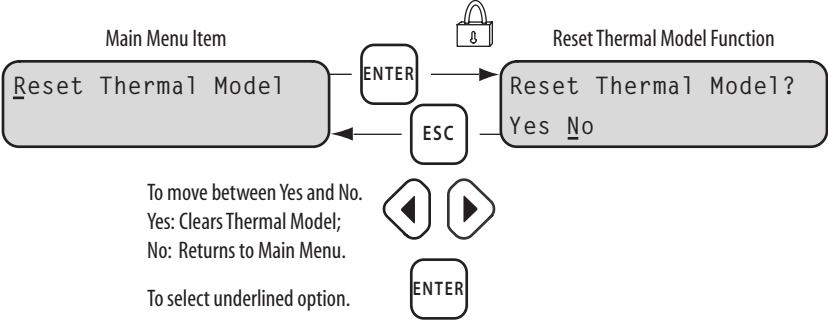 Main Menu Item
Reset Thermal Model Function
Reset Thermal Model
ENTER
Reset Thermal Model?
ESC
Yes No
To move between Yes and No.
Yes: Clears Thermal Model;
No: Returns to Main Menu.
To select underlined option.
ENTER